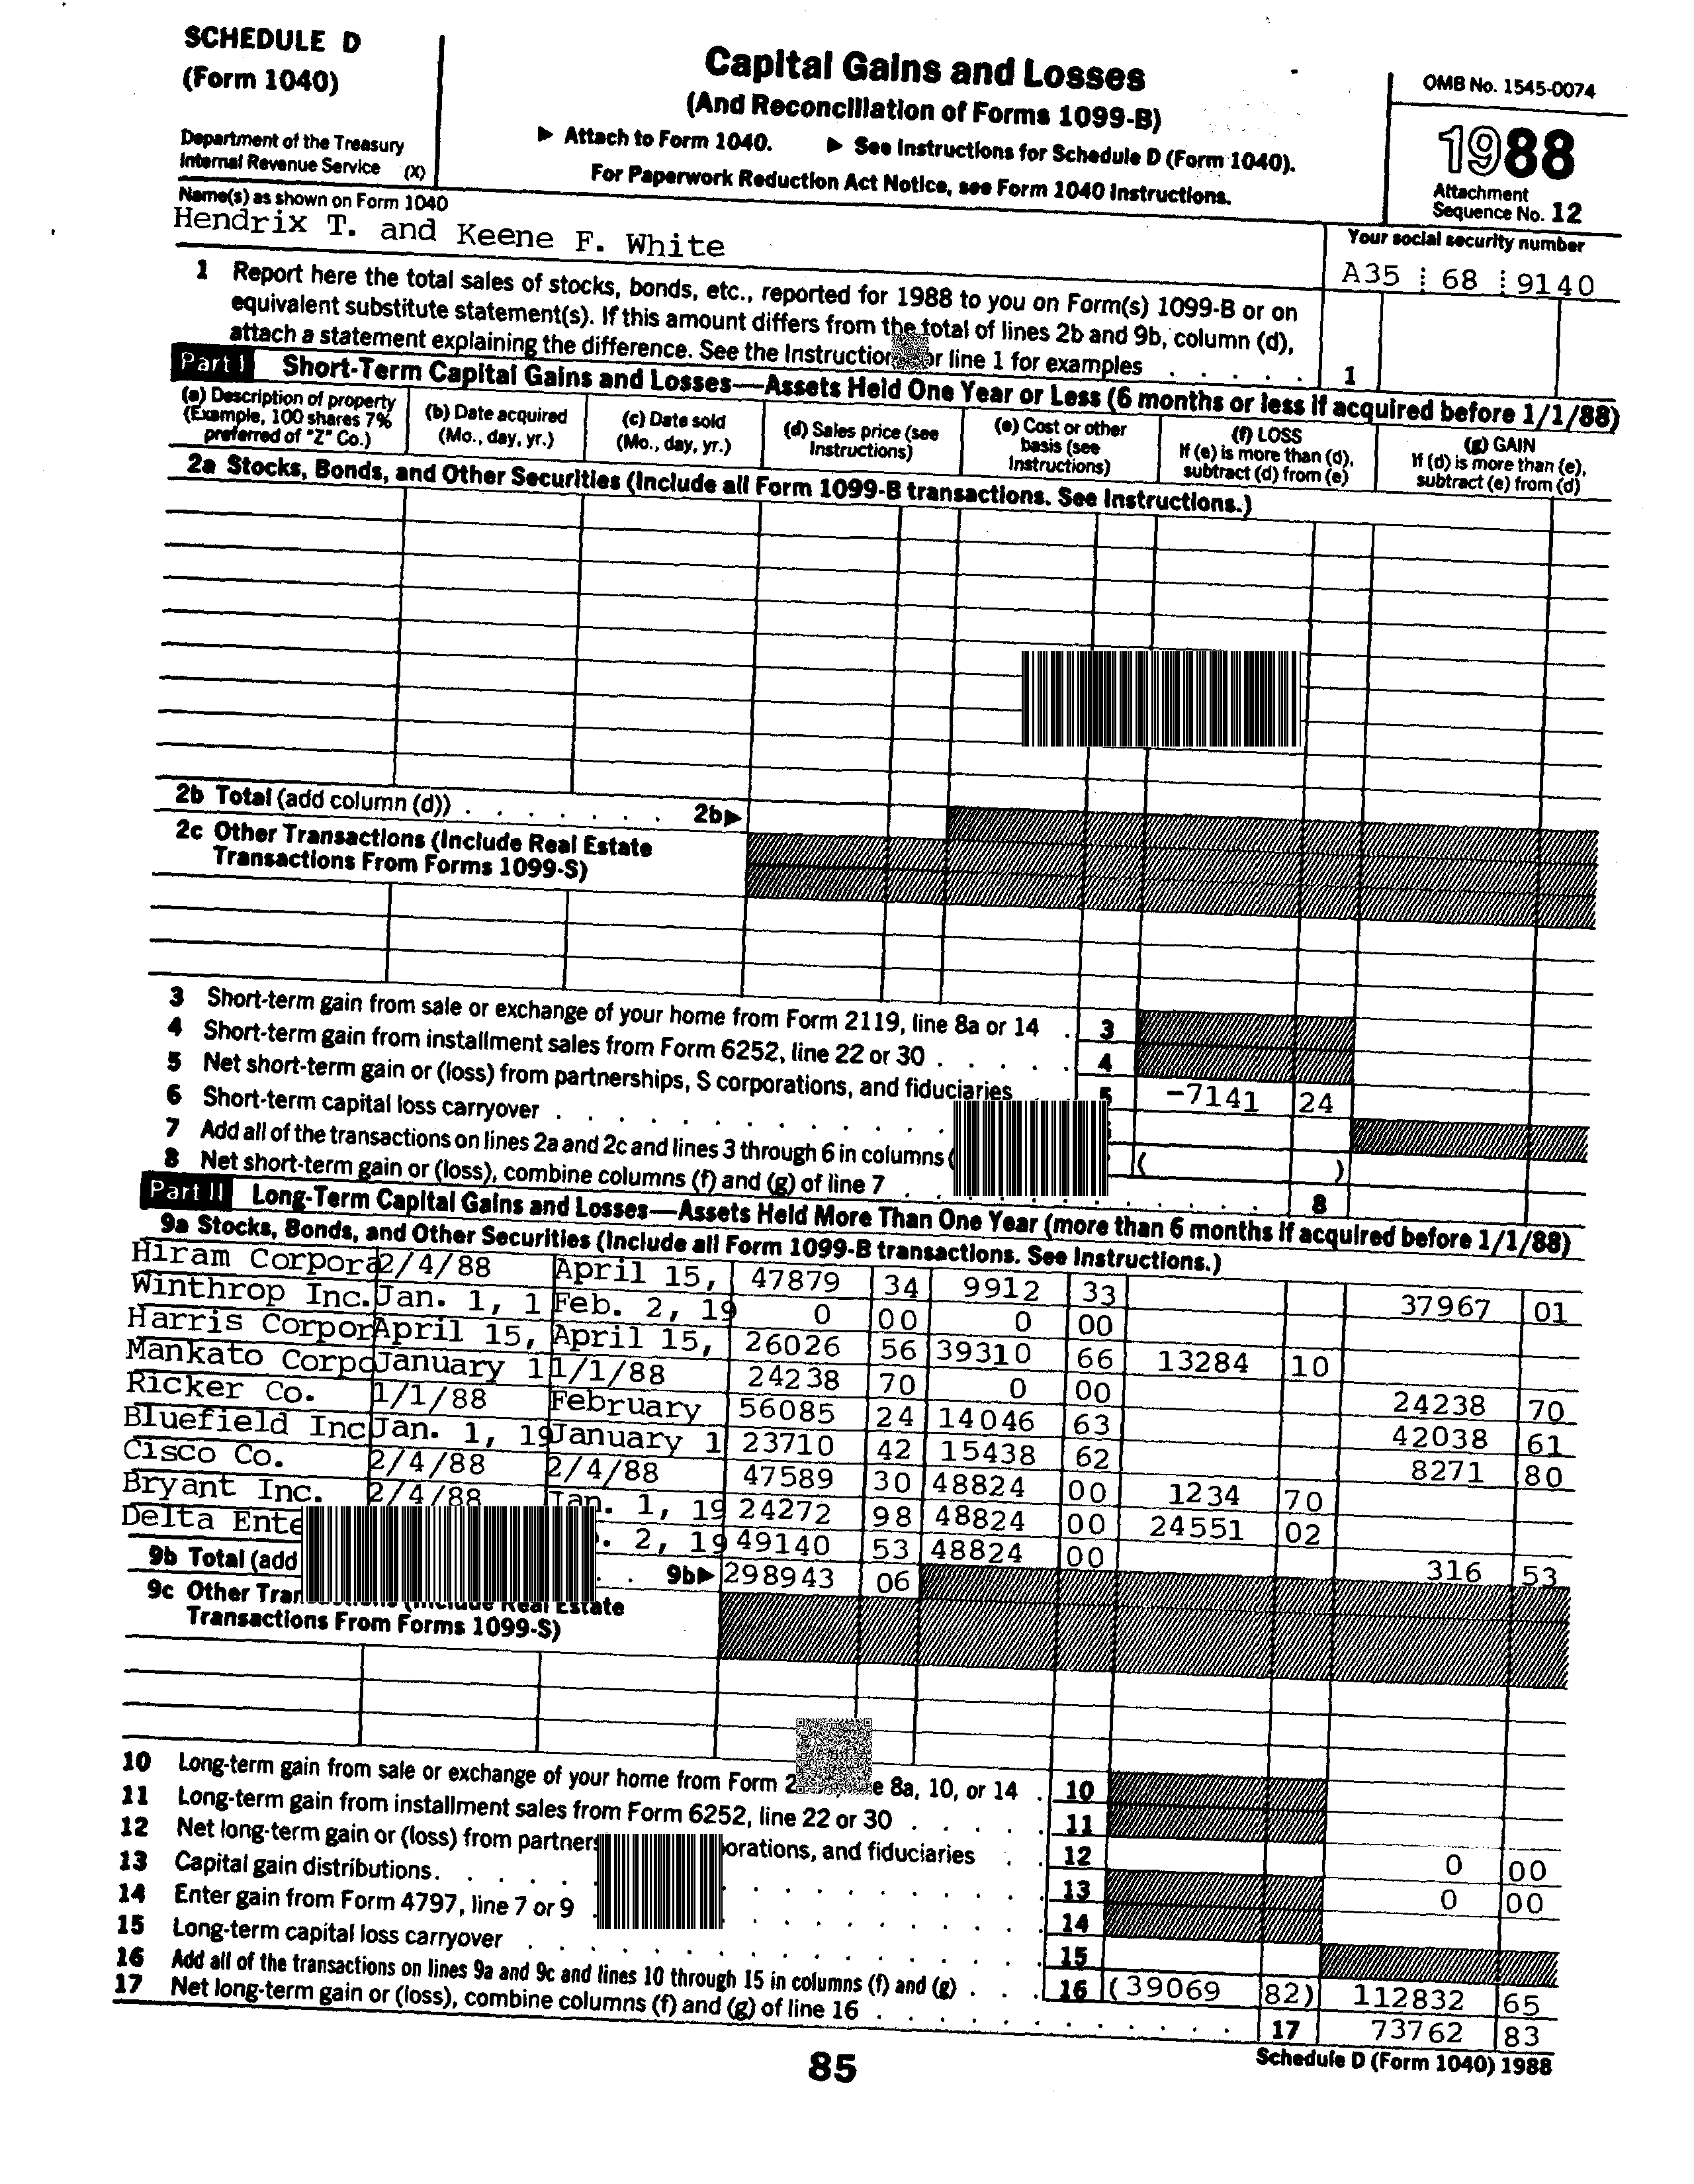 SCHEDULE D
(Form 1040)
Department of the Treasury
Internal Revenue Service (X)
Capital Gains and Losses
(And Reconciliation of Forms 1099-B)
▶ Attach to Form 1040. ▶ See Instructions for Schedule D (Form 1040).
For Paperwork Reduction Act Notice, see Form 1040 Instructions.
OMB No. 1545-0074
1988
Attachment
Sequence No. 12
Name(s) as shown on Form 1040
Hendrix T. and Keene F. White
Your social security number
A35 68 9140
1 Report here the total sales of stocks, bonds, etc., reported for 1988 to you on Form(s) 1099-B or on
equivalent substitute statement(s). If this amount differs from the total of lines 2b and 9b, column (d),
attach a statement explaining the difference. See the line 1 for examples . . . . . 1
Part I Short-Term Capital Gains and Losses—Assets Held One Year or Less (6 months or less if acquired before 1/1/88)
(a) Description of property
(Example, 100 shares 7%
preferred of "Z" Co.)
(b) Date acquired
(Mo., day, yr.)
(c) Date sold
(Mo., day, yr.)
(d) Sales price (see
Instructions)
(e) Cost or other
basis (see
Instructions)
(f) LOSS
If (e) is more than (d),
subtract (d) from (e)
(g) GAIN
If (d) is more than (e),
subtract (e) from (d)
2a Stocks, Bonds, and Other Securities (Include all Form 1099-B transactions. See Instructions.)
2b Total (add column (d)) . . . . . . . 2b▶
2c Other Transactions (Include Real Estate
Transactions From Forms 1099-S)
3 Short-term gain from sale or exchange of your home from Form 2119, line 8a or 14 . 3
4 Short-term gain from installment sales from Form 6252, line 22 or 30 . . . . . 4
5 Net short-term gain or (loss) from partnerships, S corporations, and fiduciaries 5 -7141 24
6 Short-term capital loss carryover . . . . . . . . . . .
7 Add all of the transactions on lines 2a and 2c and lines 3 through 6 in columns ( ( )
8 Net short-term gain or (loss), combine columns (f) and (g) of line 7 . . . . . . . . 8
Part II Long-Term Capital Gains and Losses—Assets Held More Than One Year (more than 6 months if acquired before 1/1/88)
9a Stocks, Bonds, and Other Securities (Include all Form 1099-B transactions. See Instructions.)
Hiram Corpora 2/4/88 April 15, 47879 34 9912 33 37967 01
Winthrop Inc. Jan. 1, 1 Feb. 2, 19 0 00 0 00
Harris Corpor April 15, April 15, 26026 56 39310 66 13284 10
Mankato Corpo January 1 1/1/88 24238 70 0 00 24238 70
Ricker Co. 1/1/88 February 56085 24 14046 63 42038 61
Bluefield Inc Jan. 1, 19 January 1 23710 42 15438 62 8271 80
Cisco Co. 2/4/88 2/4/88 47589 30 48824 00 1234 70
Bryant Inc. 2/4/88 Jan. 1, 19 24272 98 48824 00 24551 02
Delta Ente . 2, 19 49140 53 48824 00 316 53
9b Total (add . . 9b▶ 298943 06
9c Other (Include Real Estate
Transactions From Forms 1099-S)
10 Long-term gain from sale or exchange of your home from Form 8a, 10, or 14 . 10
11 Long-term gain from installment sales from Form 6252, line 22 or 30 . . . . . 11
12 Net long-term gain or (loss) from and fiduciaries . . 12 0 00
13 Capital gain distributions. . . . . . . . . . . 13 0 00
14 Enter gain from Form 4797, line 7 or 9 . . . . . . . . . 14
15 Long-term capital loss carryover . . . . . . . . . . . . . 15
16 Add all of the transactions on lines 9a and 9c and lines 10 through 15 in columns (f) and (g) . . . 16 (39069 82) 112832 65
17 Net long-term gain or (loss), combine columns (f) and (g) of line 16 . . . . . . . . . . . . 17 73762 83
85
Schedule D (Form 1040) 1988